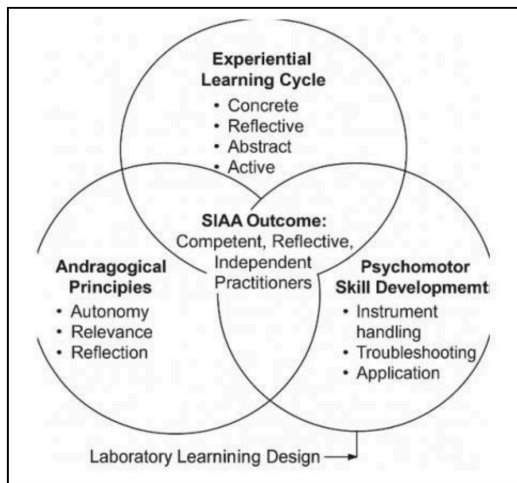 Experiential
Learning Cycle
• Concrete
• Reflective
• Abstract
• Active
SIAA Outcome:
Competent, Reflective,
Independent
Practitioners
Andragogical
Principies
• Autonomy
• Relevance
• Reflection
Psychomotor
Skill Developmemt
• Instrument
handling
• Troubleshooting
• Application
Laboratory Learnining Design